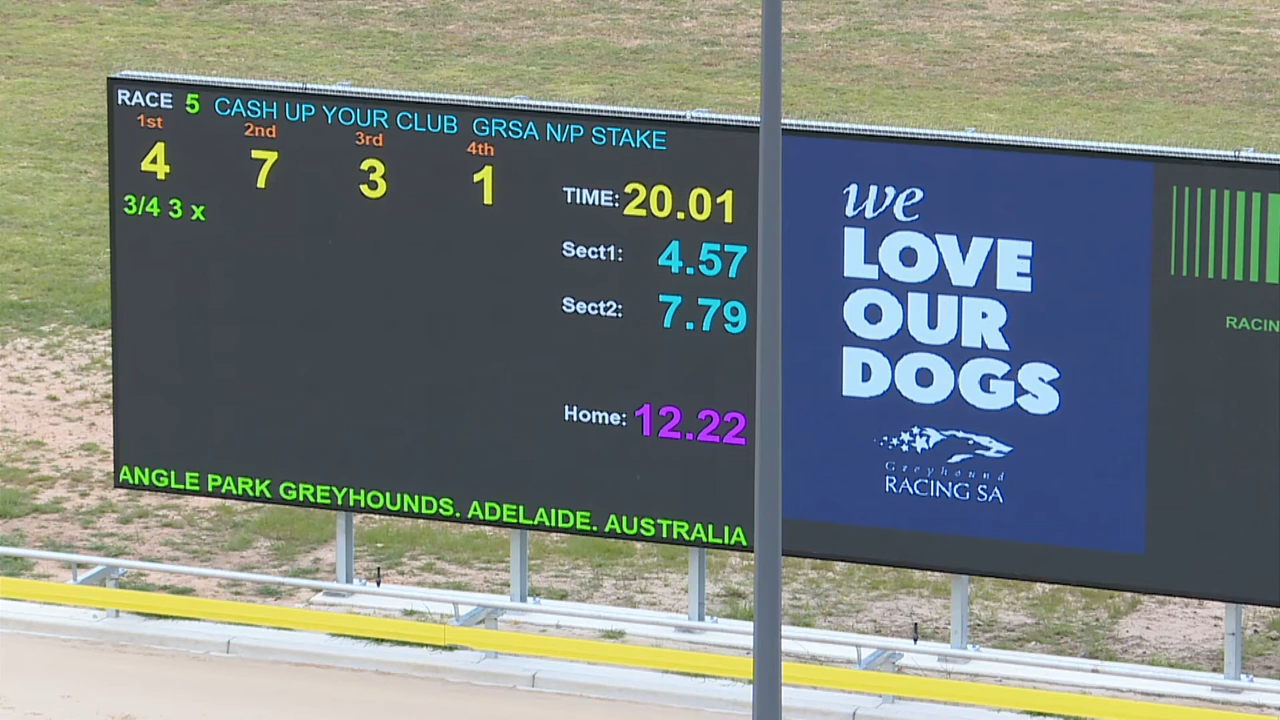 RACE 5 CASH UP YOUR CLUB GRSA N/P STAKE
1st 2nd 3rd 4th
4 7 3 1
3/4 3 x
TIME: 20.01
Sect1: 4.57
Sect2: 7.79
Home: 12.22
ANGLE PARK GREYHOUNDS. ADELAIDE. AUSTRALIA
we
LOVE
OUR
DOGS
Greyhound
RACING SA
RACIN